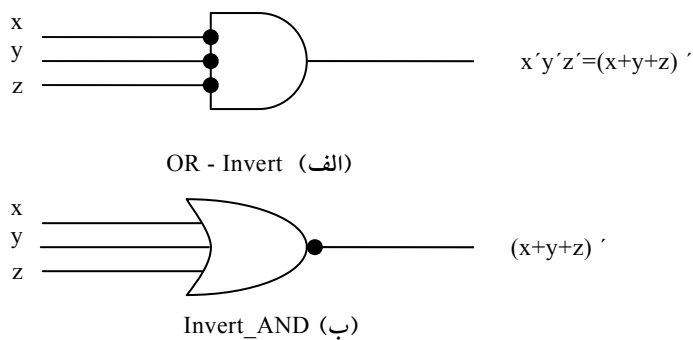 x
y
z
x´y´z´=(x+y+z) ´
OR - Invert (الف)
x
y
z
(x+y+z) ´
Invert_AND (ب)